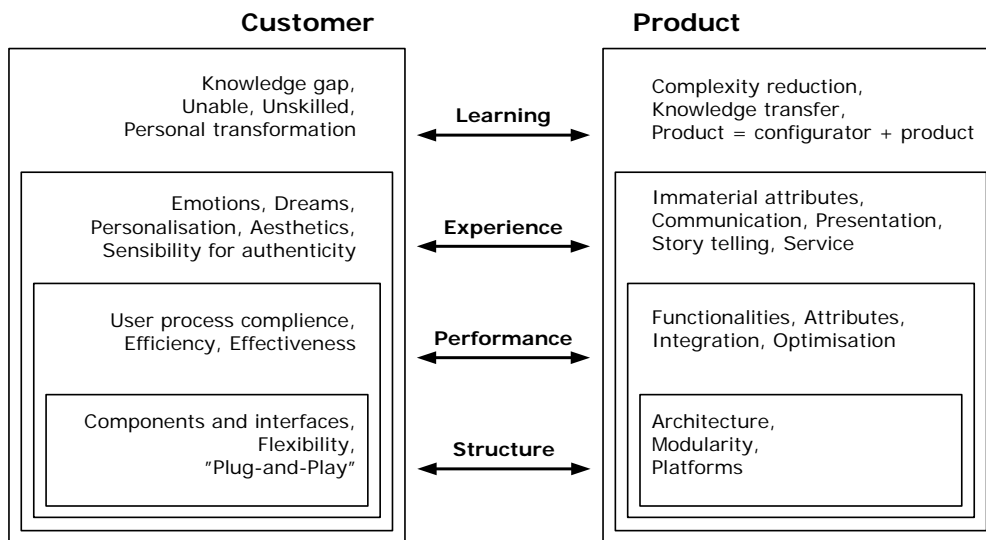 Customer
Product
Knowledge gap,
Unable, Unskilled,
Personal transformation
Learning
Complexity reduction,
Knowledge transfer,
Product = configurator + product
Emotions, Dreams,
Personalisation, Aesthetics,
Sensibility for authenticity
Experience
Immaterial attributes,
Communication, Presentation,
Story telling, Service
User process complience,
Efficiency, Effectiveness
Performance
Functionalities, Attributes,
Integration, Optimisation
Components and interfaces,
Flexibility,
"Plug-and-Play"
Structure
Architecture,
Modularity,
Platforms